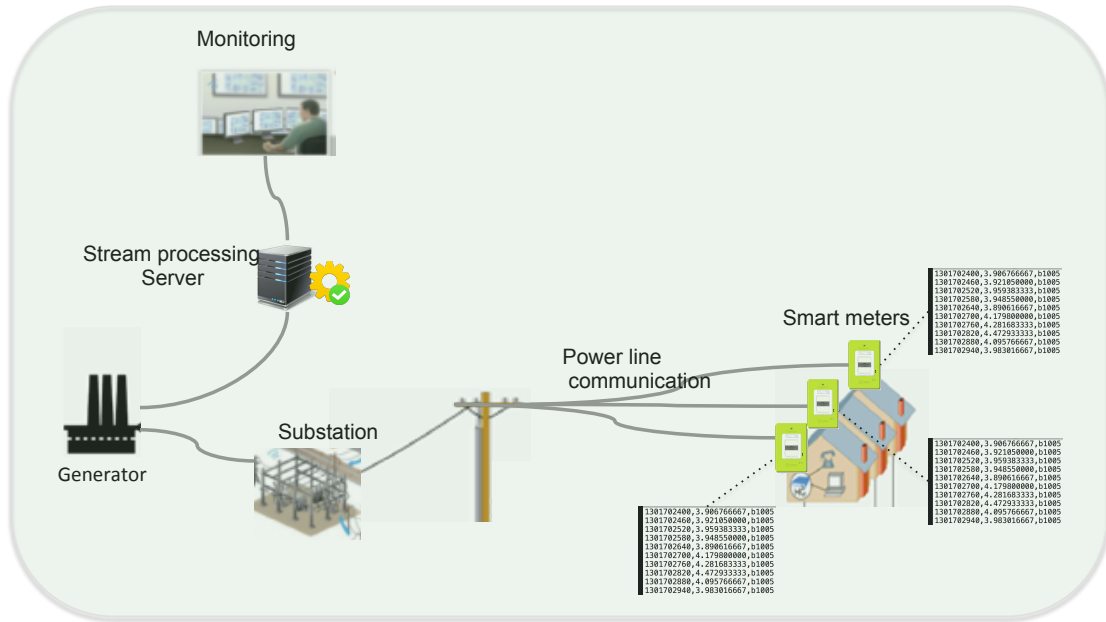 Monitoring
Stream processing
Server
Generator
Substation
Power line
communication
Smart meters
1301702400,3.906766667,b1005
1301702460,3.921050000,b1005
1301702520,3.959383333,b1005
1301702580,3.948550000,b1005
1301702640,3.890616667,b1005
1301702700,4.179800000,b1005
1301702760,4.281683333,b1005
1301702820,4.472933333,b1005
1301702880,4.095766667,b1005
1301702940,3.983016667,b1005
1301702400,3.906766667,b1005
1301702460,3.921050000,b1005
1301702520,3.959383333,b1005
1301702580,3.948550000,b1005
1301702640,3.890616667,b1005
1301702700,4.179800000,b1005
1301702760,4.281683333,b1005
1301702820,4.472933333,b1005
1301702880,4.095766667,b1005
1301702940,3.983016667,b1005
1301702400,3.906766667,b1005
1301702460,3.921050000,b1005
1301702520,3.959383333,b1005
1301702580,3.948550000,b1005
1301702640,3.890616667,b1005
1301702700,4.179800000,b1005
1301702760,4.281683333,b1005
1301702820,4.472933333,b1005
1301702880,4.095766667,b1005
1301702940,3.983016667,b1005